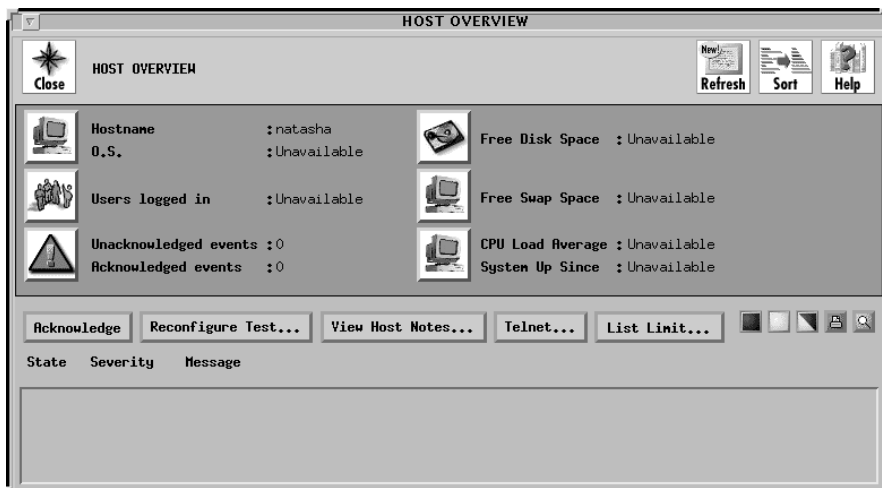 HOST OVERVIEW
Close
HOST OVERVIEW
New!
Refresh
Sort
Help
Hostname :natasha
O.S. :Unavailable
Free Disk Space :Unavailable
Users logged in :Unavailable
Free Swap Space :Unavailable
Unacknowledged events :0
CPU Load Average :Unavailable
Acknowledged events :0
System Up Since :Unavailable
Acknowledge
Reconfigure Test...
View Host Notes...
Telnet...
List Limit...
State Severity Message